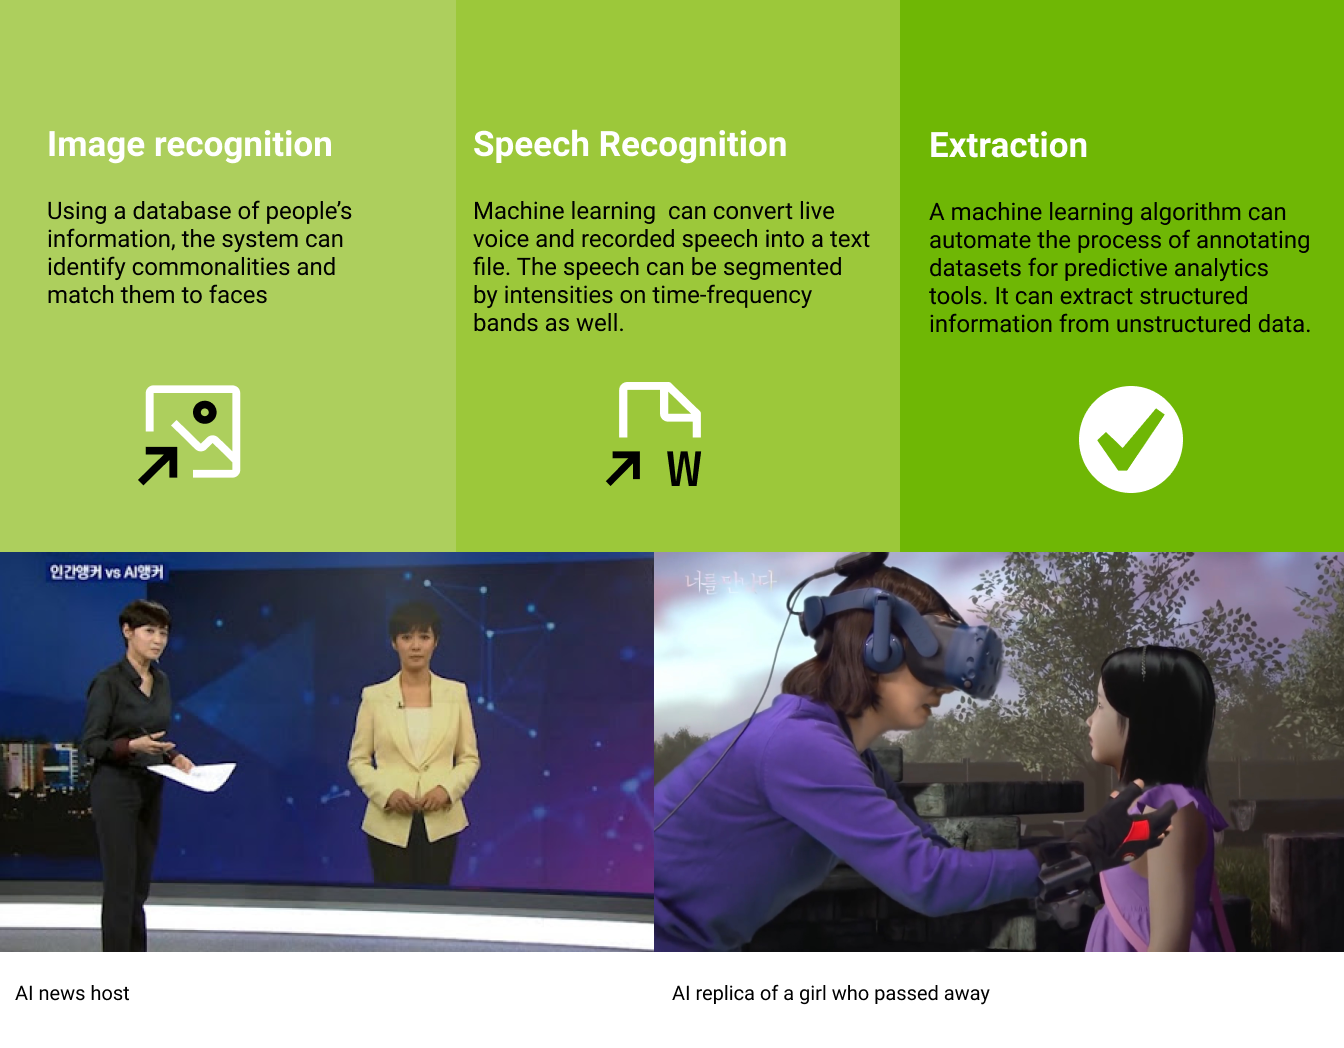 Image recognition
Using a database of people's
information, the system can
identify commonalities and
match them to faces
Speech Recognition
Machine learning  can convert live
voice and recorded speech into a text
file. The speech can be segmented
by intensities on time-frequency
bands as well.
W
Extraction
A machine learning algorithm can
automate the process of annotating
datasets for predictive analytics
tools. It can extract structured
information from unstructured data.
인간앵커 vs AI앵커
너를 만났다
AI news host
AI replica of a girl who passed away